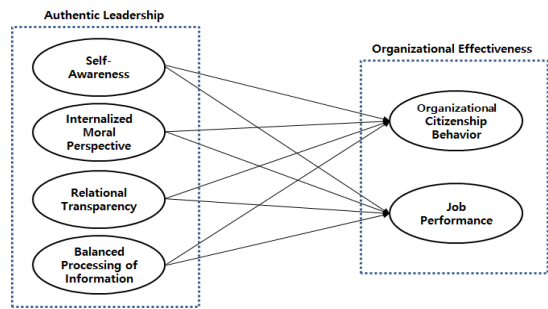 Authentic Leadership
Self-
Awareness
Internalized
Moral
Perspective
Relational
Transparency
Balanced
Processing of
Information
Organizational Effectiveness
Organizational
Citizenship
Behavior
Job
Performance